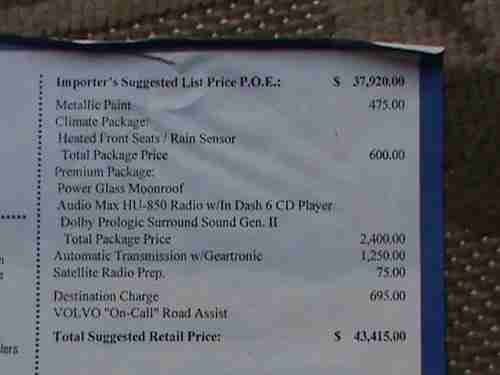 Importer's Suggested List Price P.O.E.: $ 37,920.00
Metallic Paint 475.00
Climate Package:
Heated Front Seats / Rain Sensor
Total Package Price 600.00
Premium Package:
Power Glass Moonroof
Audio Max HU-850 Radio w/In Dash 6 CD Player
Dolby Prologic Surround Sound Gen. II
Total Package Price 2,400.00
Automatic Transmission w/Geartronic 1,250.00
Satellite Radio Prep. 75.00
Destination Charge 695.00
VOLVO "On-Call" Road Assist
Total Suggested Retail Price: $ 43,415.00